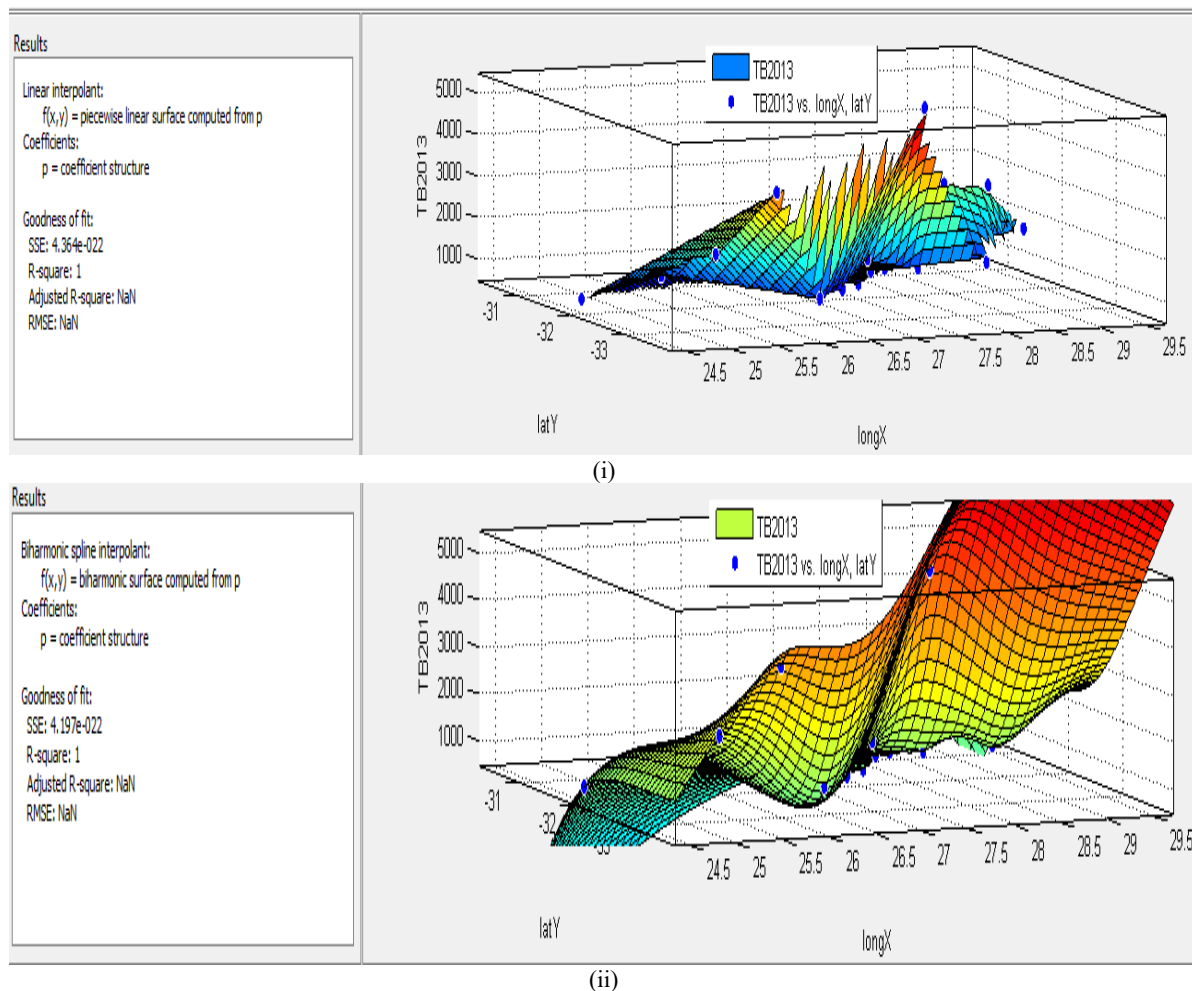 Results
Linear interpolant:
f(x,y) = piecewise linear surface computed from p
Coefficients:
p = coefficient structure
Goodness of fit:
SSE: 4.364e-022
R-square: 1
Adjusted R-square: NaN
RMSE: NaN
TB2013
TB2013 vs. longX, latY
5000
4000
3000
2000
1000
TB2013
-31
-32
-33
latY
24.5
25
25.5
26
26.5
27
27.5
28
28.5
29
29.5
longX
(i)
Results
Biharmonic spline interpolant:
f(x,y) = biharmonic surface computed from p
Coefficients:
p = coefficient structure
Goodness of fit:
SSE: 4.197e-022
R-square: 1
Adjusted R-square: NaN
RMSE: NaN
TB2013
TB2013 vs. longX, latY
5000
4000
3000
2000
1000
TB2013
-31
-32
latY
24.5
25
25.5
26
26.5
27
27.5
28
28.5
29
29.5
longX
(ii)